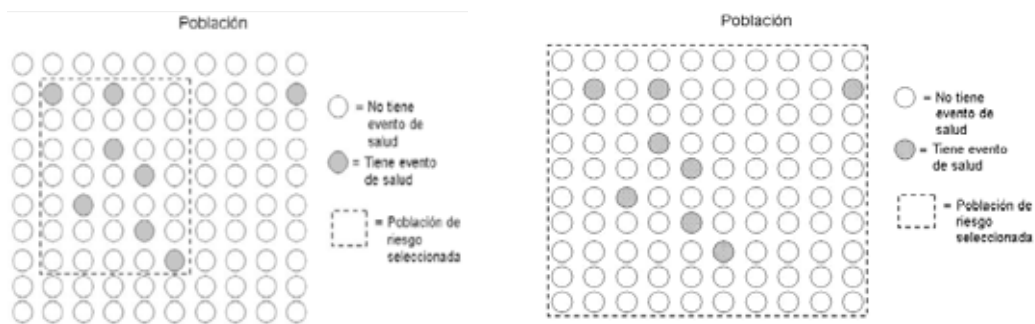 Población
= No tiene
evento de
salud
= Tiene evento
de salud
= Población de
riesgo
seleccionada
Población
= No tiene
evento de
salud
= Tiene evento
de salud
= Población de
riesgo
seleccionada